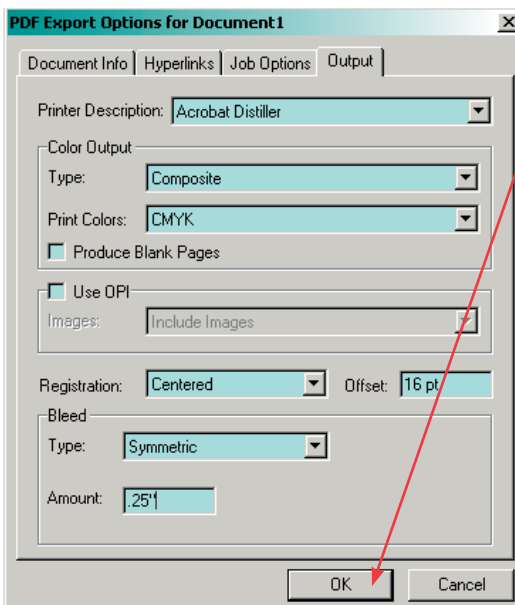 PDF Export Options for Document1
Document Info Hyperlinks Job Options Output
Printer Description: Acrobat Distiller
Color Output
Type: Composite
Print Colors: CMYK
Produce Blank Pages
Use OPI
Images: Include Images
Registration: Centered Offset: 16 pt
Bleed
Type: Symmetric
Amount: .25"
OK Cancel